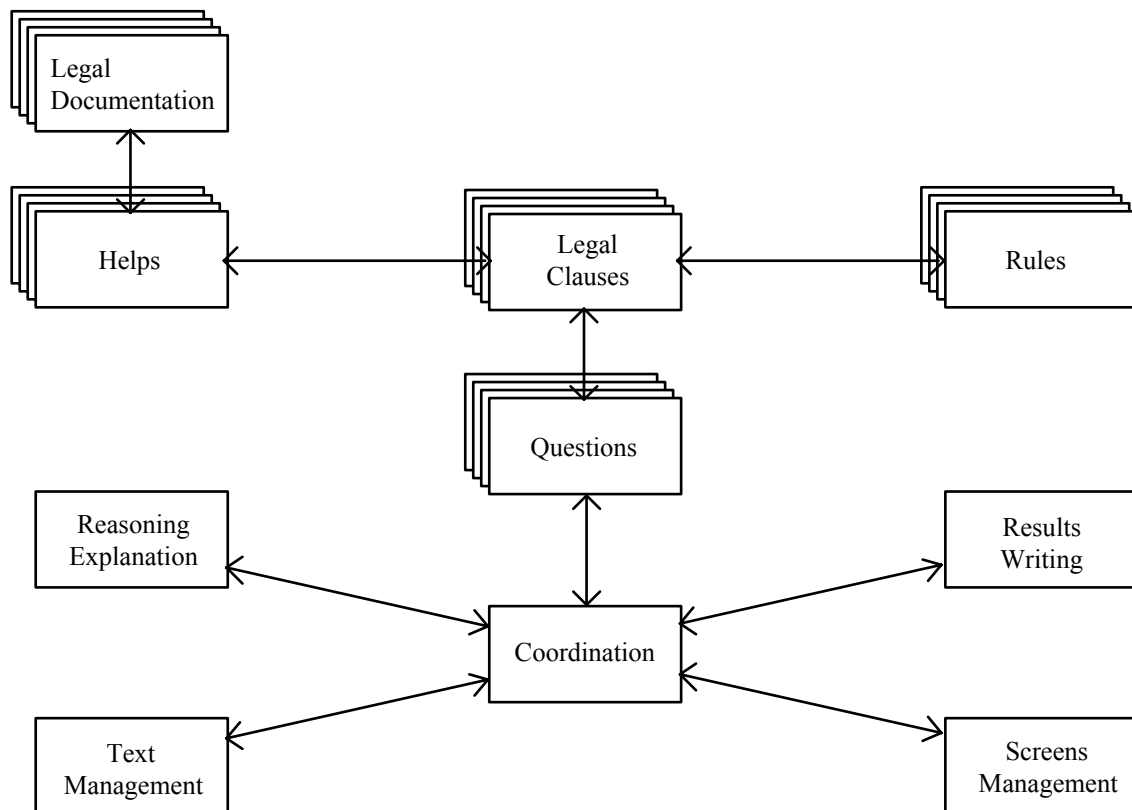 Legal
Documentation
Helps
Legal
Clauses
Rules
Questions
Reasoning
Explanation
Results
Writing
Coordination
Text
Management
Screens
Management